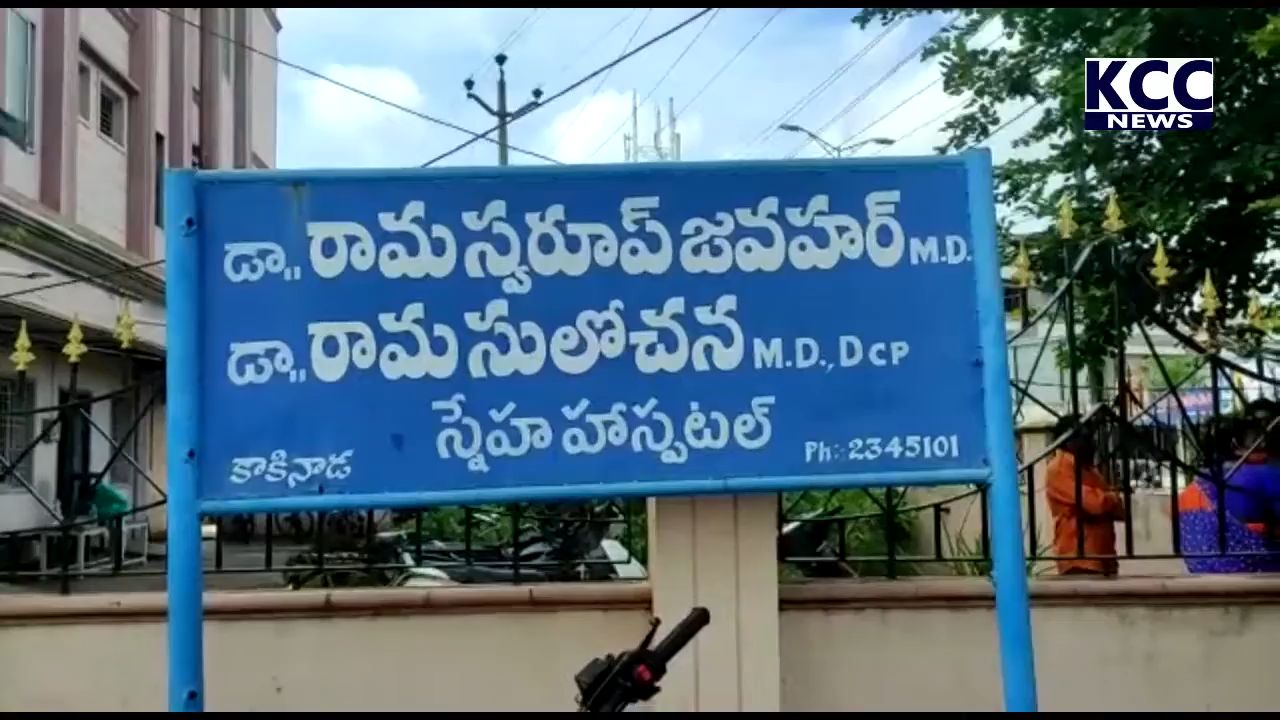 KCC
NEWS
డా,, రామ స్వరూప్ జవహర్ M.D.
డా,, రామ సులోచన M.D., DCP
స్నేహ హాస్పటల్
కాకినాడ Ph:-2345101